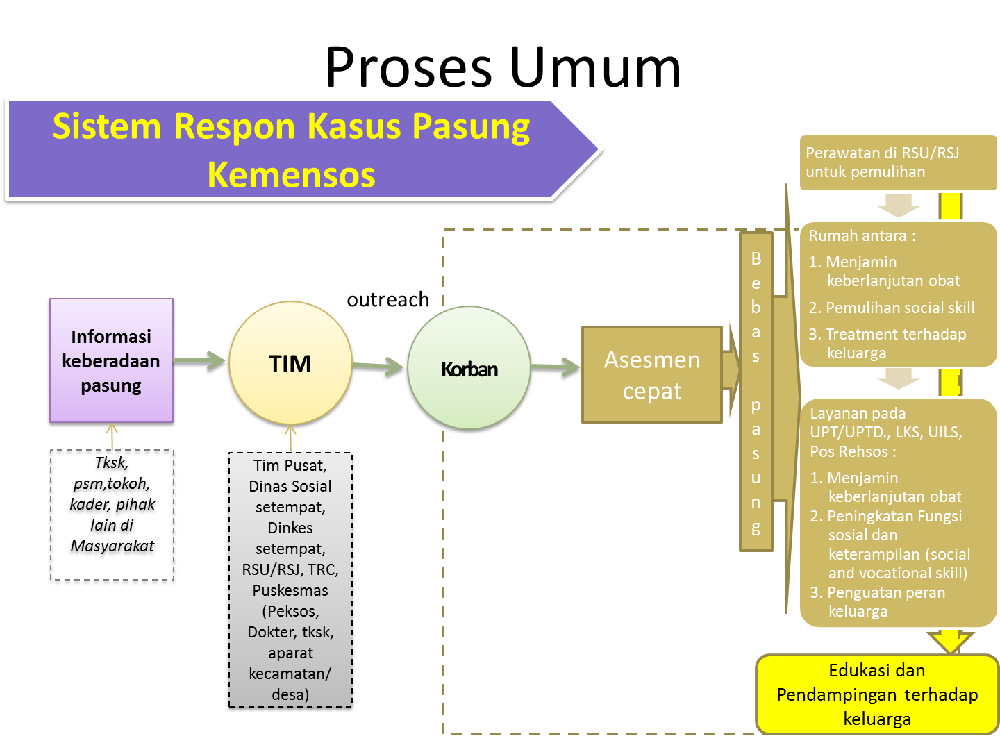 Proses Umum
Sistem Respon Kasus Pasung
Kemensos
Informasi
keberadaan
pasung
Tksk,
psm,tokoh,
kader, pihak
lain di
Masyarakat
TIM
Tim Pusat,
Dinas Sosial
setempat,
Dinkes
setempat,
RSU/RSJ, TRC,
Puskesmas
(Peksos,
Dokter, tksk,
aparat
kecamatan/
desa)
outreach
Korban
Asesmen
cepat
B
e
b
a
s
p
a
s
u
n
g
Perawatan di RSU/RSJ
untuk pemulihan
Rumah antara :
1. Menjamin
keberlanjutan obat
2. Pemulihan social skill
3. Treatment terhadap
keluarga
Layanan pada
UPT/UPTD., LKS, UILS,
Pos Rehsos :
1. Menjamin
keberlanjutan obat
2. Peningkatan Fungsi
sosial dan
keterampilan (social
and vocational skill)
3. Penguatan peran
keluarga
Edukasi dan
Pendampingan terhadap
keluarga